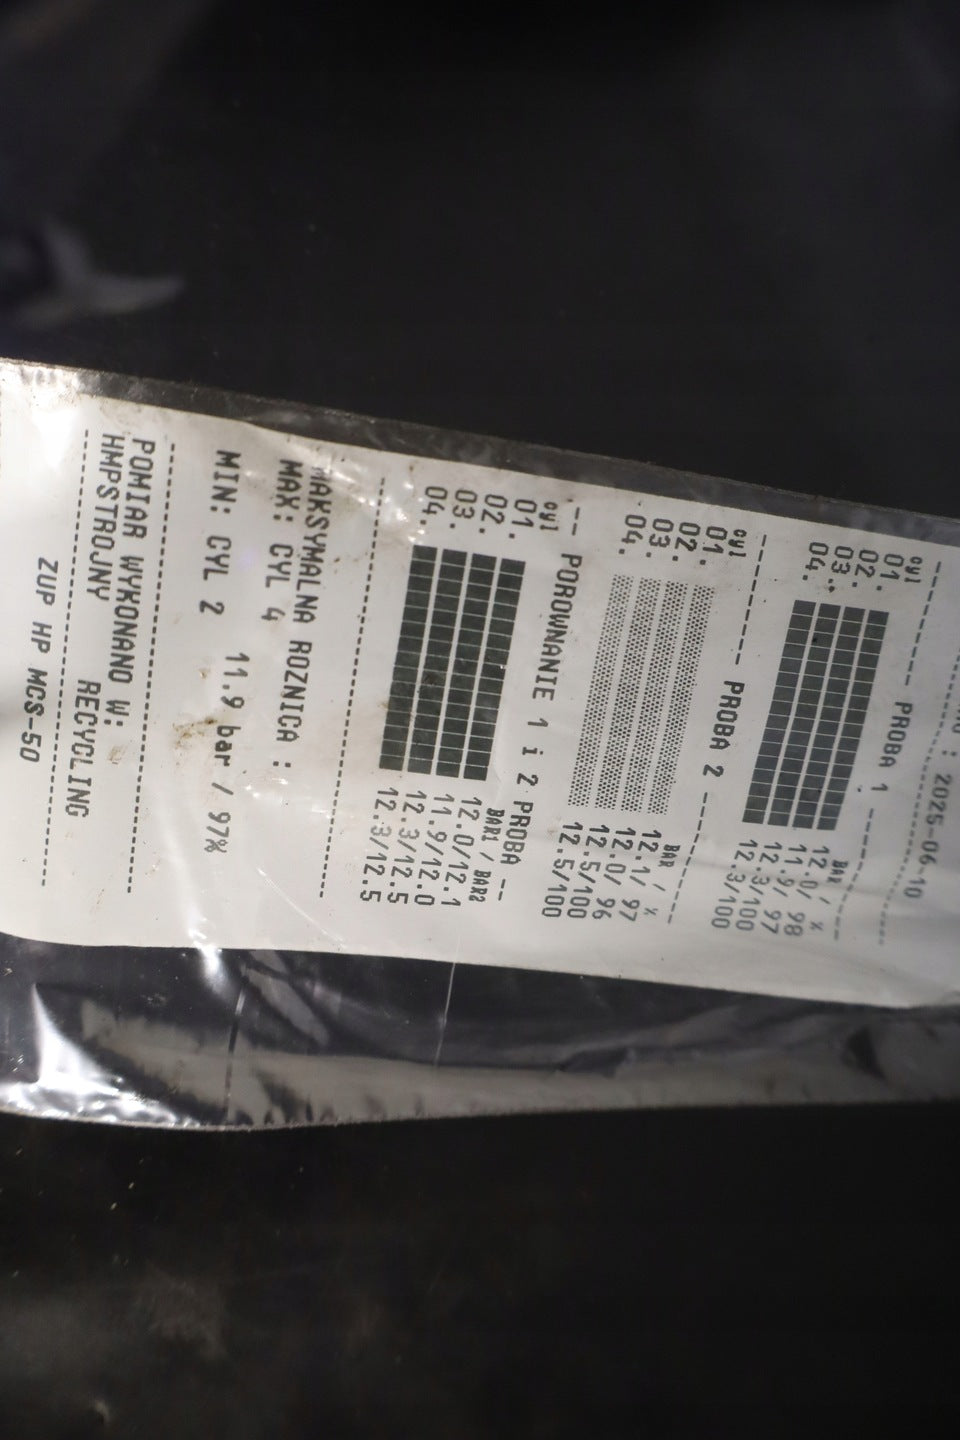 : 2025-06-10
-- PROBA 1 --
cyl BAR / %
01. 12.0/ 98
02. 11.9/ 97
03. 12.3/100
04. 12.3/100
-- PROBA 2 --
cyl BAR / %
01. 12.1/ 97
02. 12.0/ 96
03. 12.5/100
04. 12.5/100
-- POROWNANIE 1 i 2 PROBA --
cyl BAR1 / BAR2
01. 12.0/12.1
02. 11.9/12.0
03. 12.3/12.5
04. 12.3/12.5
MAKSYMALNA ROZNICA :
MAX: CYL 4
MIN: CYL 2 11.9 bar / 97%
POMIAR WYKONANO W:
HMPSTROJNY RECYCLING
ZUP HP MCS-50